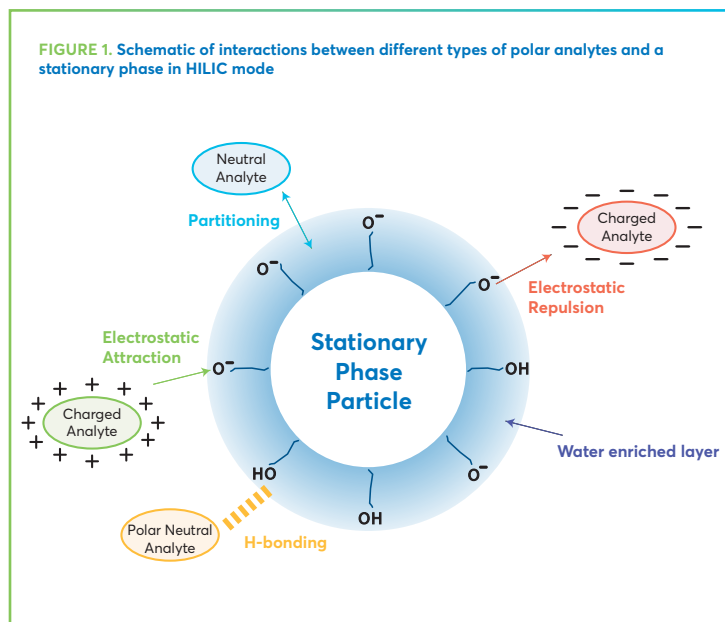 FIGURE 1. Schematic of interactions between different types of polar analytes and a
stationary phase in HILIC mode
Neutral
Analyte
Partitioning
O−
O−
O−
Charged
Analyte
Electrostatic
Repulsion
Electrostatic
Attraction
O−
Charged
Analyte
Stationary
Phase
Particle
OH
Water enriched layer
HO
O−
OH
Polar Neutral
Analyte
H-bonding